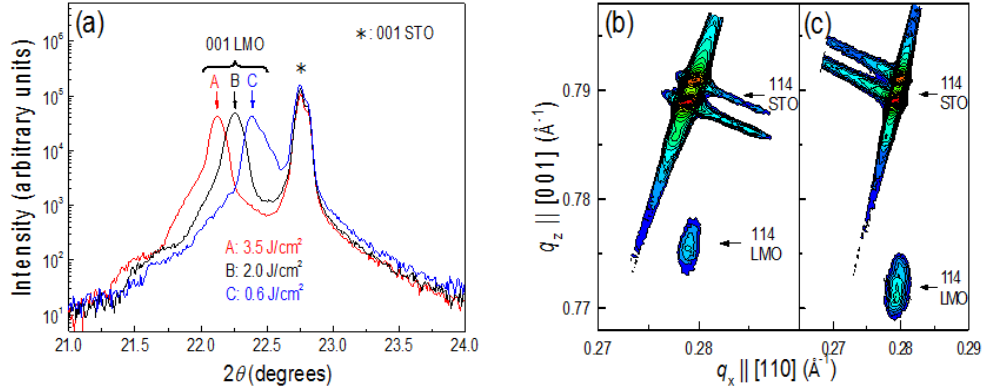 (a)
001 LMO
A B C
*: 001 STO
*
A: 3.5 J/cm²
B: 2.0 J/cm²
C: 0.6 J/cm²
Intensity (arbitrary units)
10⁶
10⁵
10⁴
10³
10²
10¹
21.0 21.5 22.0 22.5 23.0 23.5 24.0
2θ (degrees)
(b)
114
STO
114
LMO
q_z || [001] (Å⁻¹)
0.79
0.78
0.77
(c)
114
STO
114
LMO
0.27 0.28 0.27 0.28 0.29
q_x || [110] (Å⁻¹)